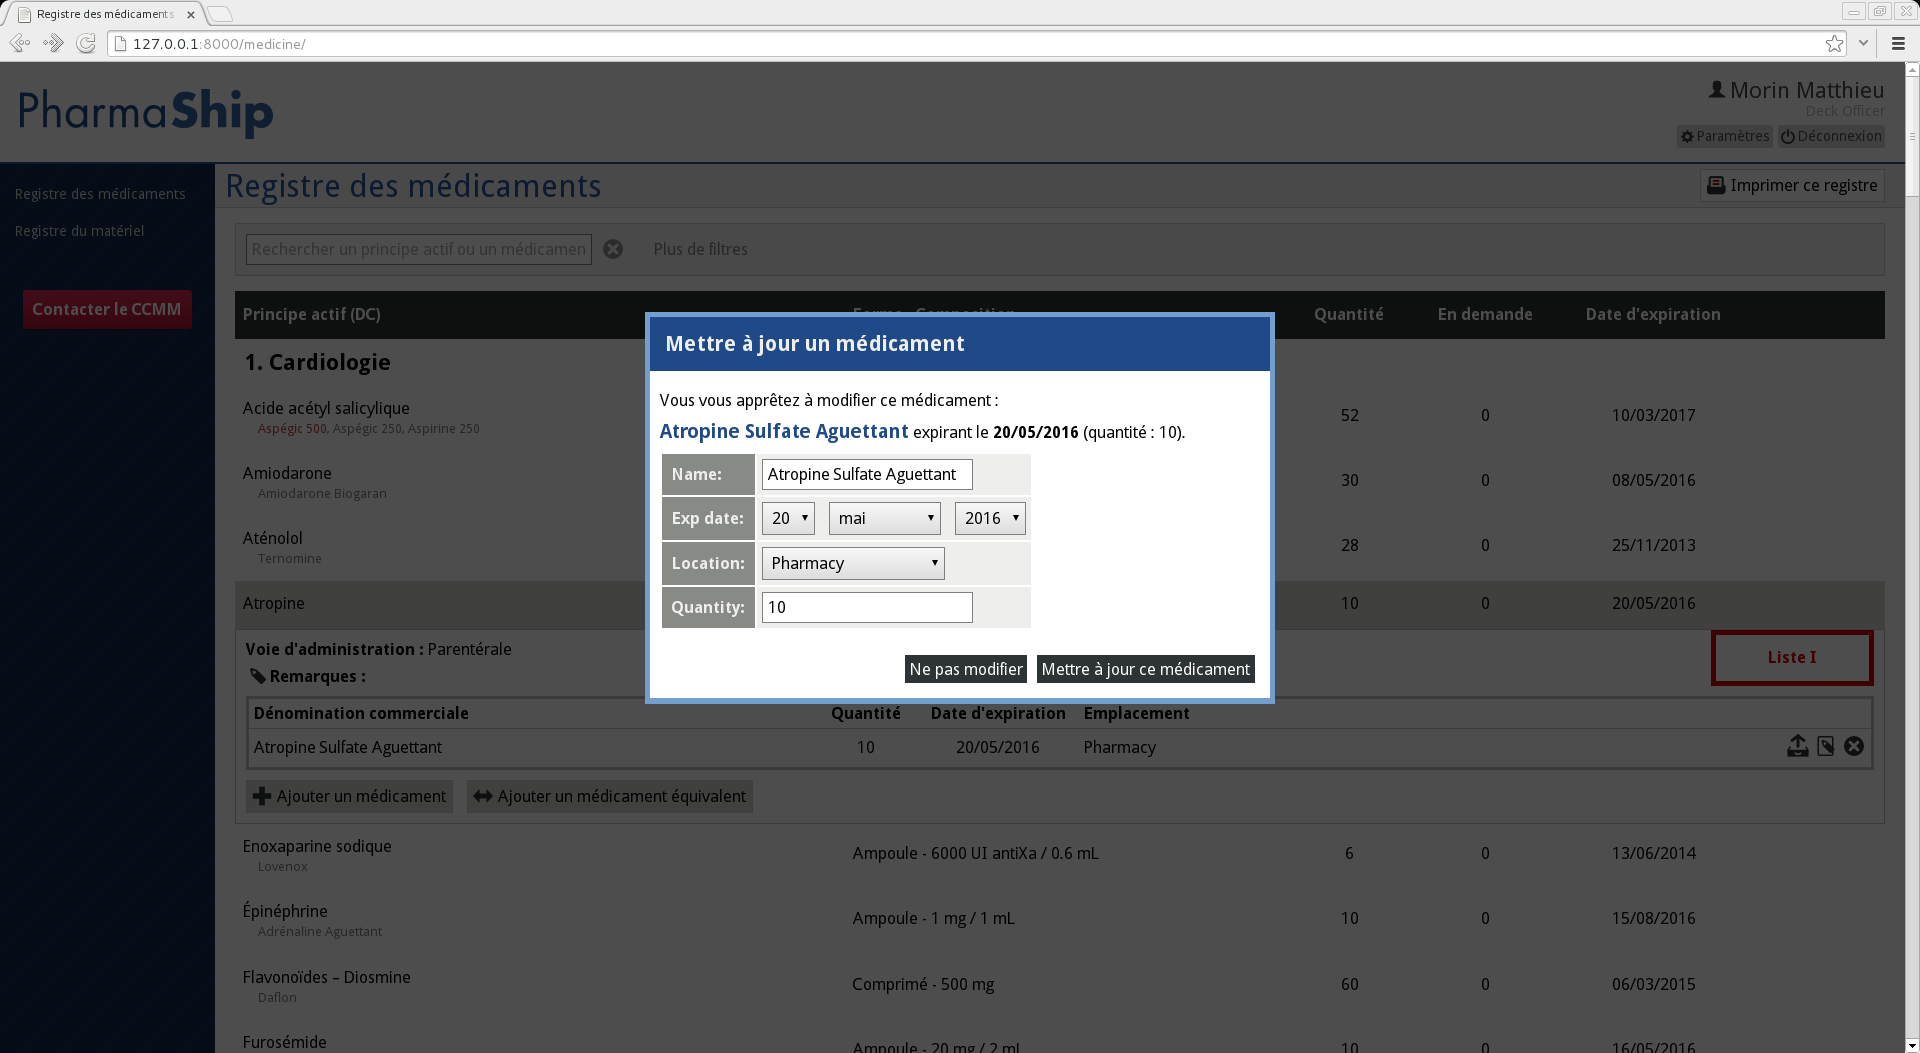 Registre des médicaments
127.0.0.1:8000/medicine/
PharmaShip
Morin Matthieu
Deck Officer
Paramètres Déconnexion
Registre des médicaments
Registre du matériel
Contacter le CCMM
Registre des médicaments
Imprimer ce registre
Rechercher un principe actif ou un médicamen
Plus de filtres
Principe actif (DC) Forme - Composition Quantité En demande Date d'expiration
1. Cardiologie
Acide acétyl salicylique 52 0 10/03/2017
Aspégic 500, Aspégic 250, Aspirine 250
Amiodarone 30 0 08/05/2016
Amiodarone Biogaran
Aténolol 28 0 25/11/2013
Ternomine
Atropine 10 0 20/05/2016
Mettre à jour un médicament
Vous vous apprêtez à modifier ce médicament :
Atropine Sulfate Aguettant expirant le 20/05/2016 (quantité : 10).
Name: Atropine Sulfate Aguettant
Exp date: 20 mai 2016
Location: Pharmacy
Quantity: 10
Ne pas modifier Mettre à jour ce médicament
Voie d'administration : Parentérale
Liste I
Remarques :
Dénomination commerciale Quantité Date d'expiration Emplacement
Atropine Sulfate Aguettant 10 20/05/2016 Pharmacy
Ajouter un médicament Ajouter un médicament équivalent
Enoxaparine sodique Ampoule - 6000 UI antiXa / 0.6 mL 6 0 13/06/2014
Lovenox
Épinéphrine Ampoule - 1 mg / 1 mL 10 0 15/08/2016
Adrénaline Aguettant
Flavonoïdes – Diosmine Comprimé - 500 mg 60 0 06/03/2015
Daflon
Furosémide Ampoule - 20 mg / 2 mL 10 0 16/05/2016